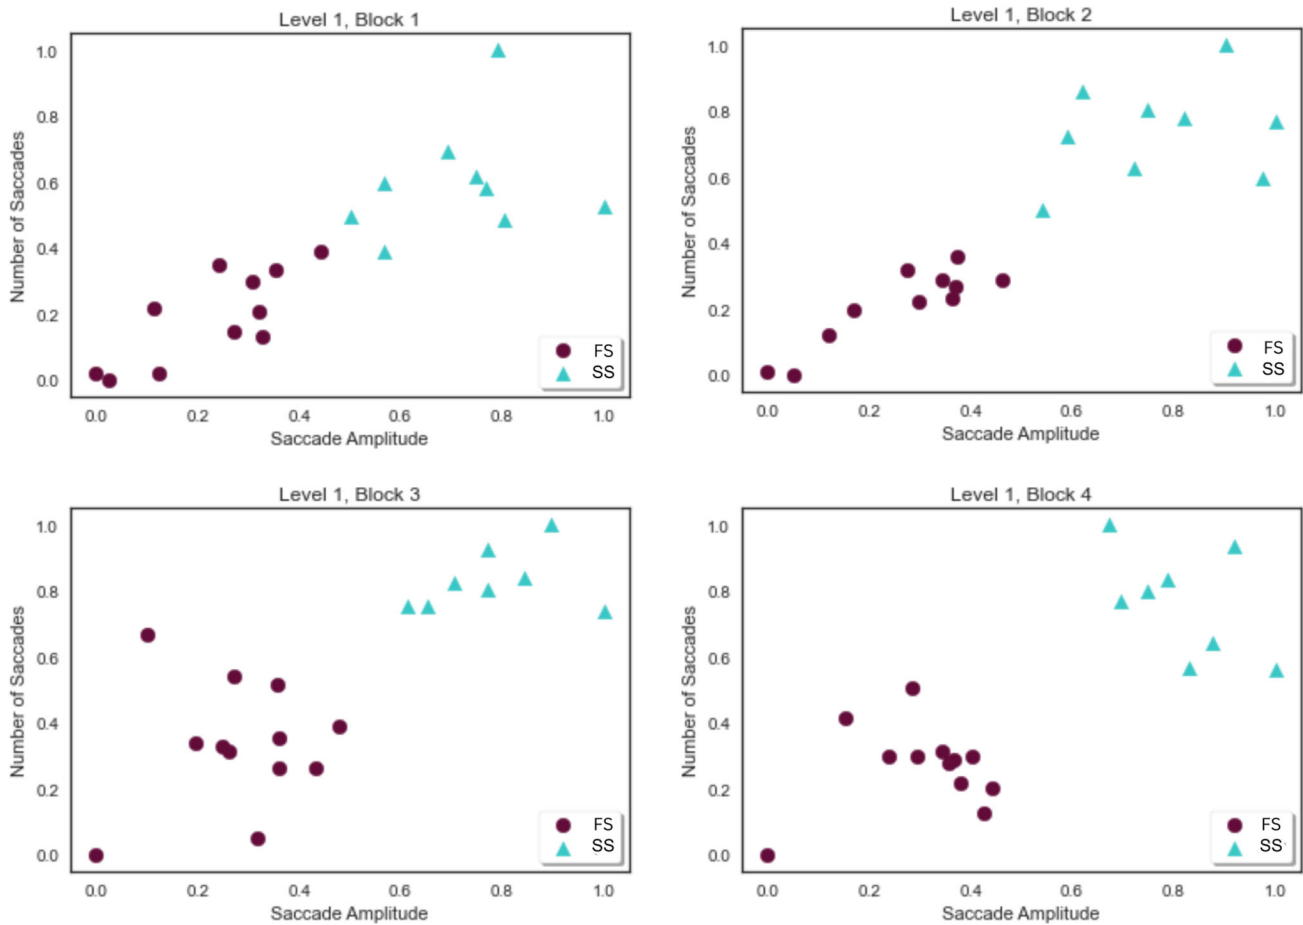 Level 1, Block 1
Number of Saccades
1.0
0.8
0.6
0.4
0.2
0.0
FS
SS
0.0 0.2 0.4 0.6 0.8 1.0
Saccade Amplitude
Level 1, Block 2
Number of Saccades
1.0
0.8
0.6
0.4
0.2
0.0
FS
SS
0.0 0.2 0.4 0.6 0.8 1.0
Saccade Amplitude
Level 1, Block 3
Number of Saccades
1.0
0.8
0.6
0.4
0.2
0.0
FS
SS
0.0 0.2 0.4 0.6 0.8 1.0
Saccade Amplitude
Level 1, Block 4
Number of Saccades
1.0
0.8
0.6
0.4
0.2
0.0
FS
SS
0.0 0.2 0.4 0.6 0.8 1.0
Saccade Amplitude